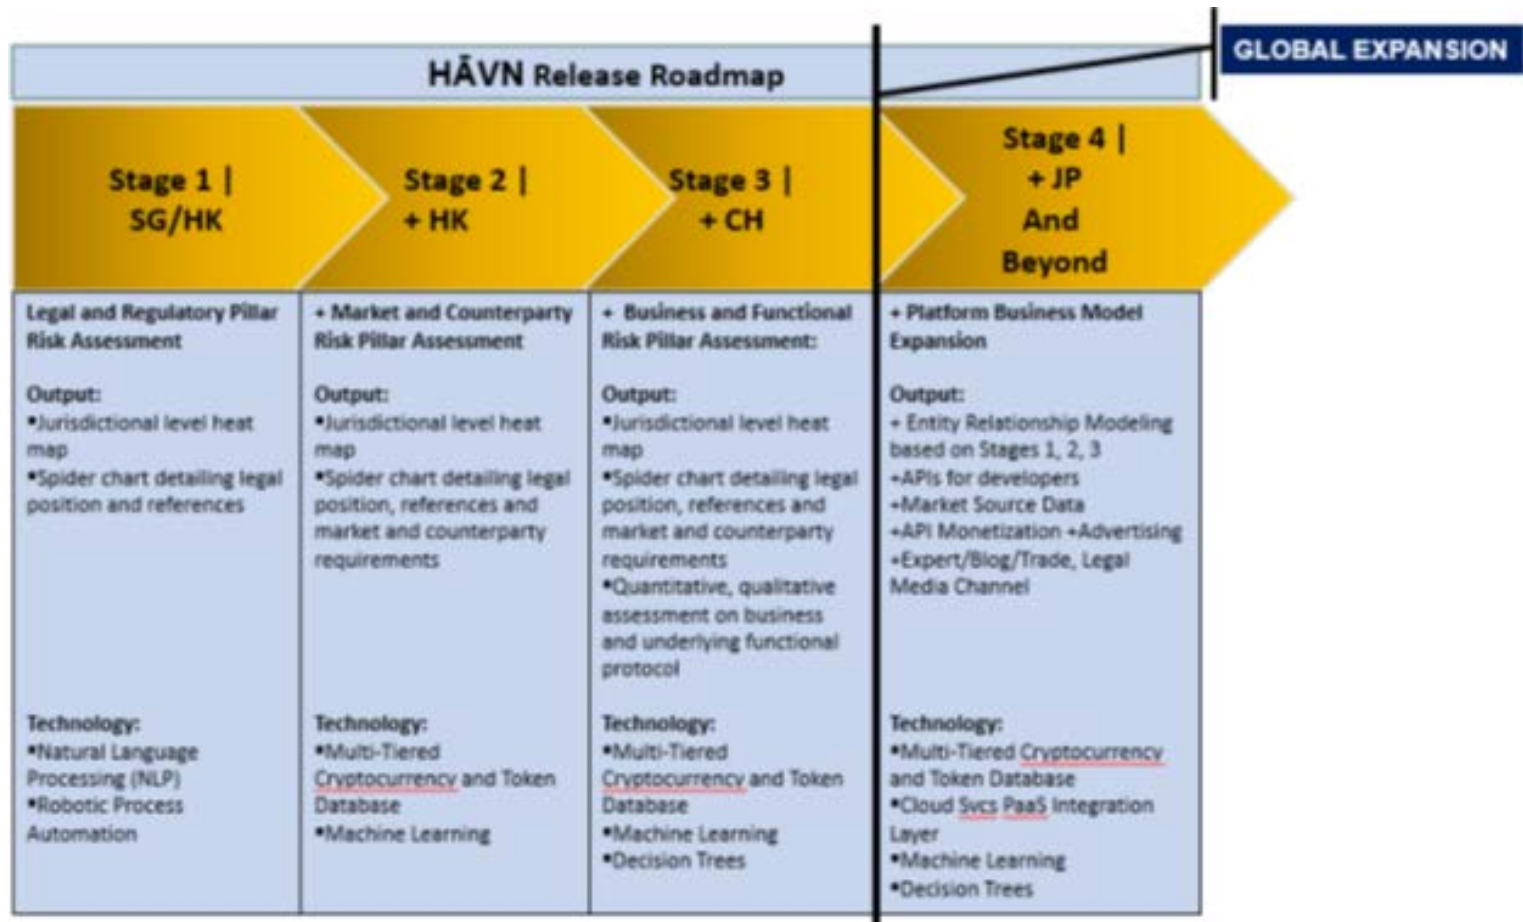 GLOBAL EXPANSION
HĀVN Release Roadmap
Stage 1 |
SG/HK
Stage 2 |
+ HK
Stage 3 |
+ CH
Stage 4 |
+ JP
And
Beyond
Legal and Regulatory Pillar
Risk Assessment
Output:
▪Jurisdictional level heat
map
▪Spider chart detailing legal
position and references
Technology:
▪Natural Language
Processing (NLP)
▪Robotic Process
Automation
+ Market and Counterparty
Risk Pillar Assessment
Output:
▪Jurisdictional level heat
map
▪Spider chart detailing legal
position, references and
market and counterparty
requirements
Technology:
▪Multi-Tiered
Cryptocurrency and Token
Database
▪Machine Learning
+ Business and Functional
Risk Pillar Assessment:
Output:
▪Jurisdictional level heat
map
▪Spider chart detailing legal
position, references and
market and counterparty
requirements
▪Quantitative, qualitative
assessment on business
and underlying functional
protocol
Technology:
▪Multi-Tiered
Cryptocurrency and Token
Database
▪Machine Learning
▪Decision Trees
+ Platform Business Model
Expansion
Output:
+ Entity Relationship Modeling
based on Stages 1, 2, 3
+APIs for developers
+Market Source Data
+API Monetization +Advertising
+Expert/Blog/Trade, Legal
Media Channel
Technology:
▪Multi-Tiered Cryptocurrency
and Token Database
▪Cloud Svcs PaaS Integration
Layer
▪Machine Learning
▪Decision Trees